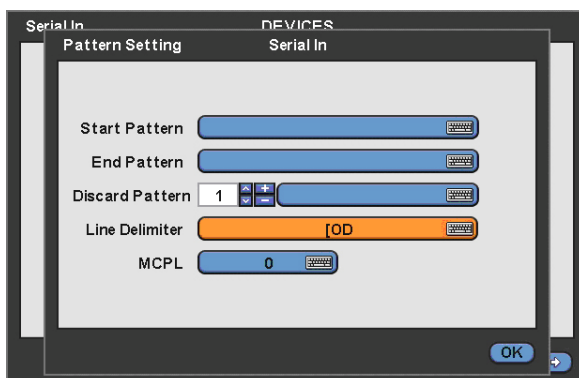 Serial In DEVICES
Pattern Setting Serial In
Start Pattern
End Pattern
Discard Pattern 1
Line Delimiter [OD
MCPL 0
OK